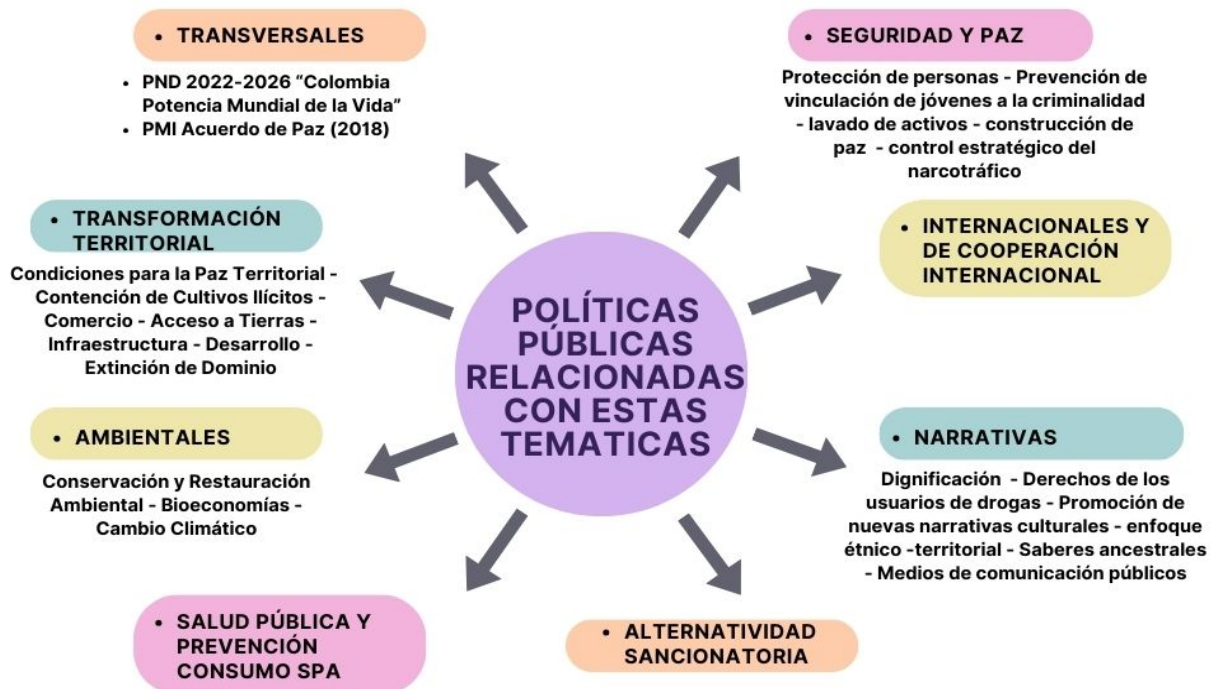 • TRANSVERSALES
• PND 2022-2026 “Colombia
Potencia Mundial de la Vida”
• PMI Acuerdo de Paz (2018)
• SEGURIDAD Y PAZ
Protección de personas - Prevención de
vinculación de jóvenes a la criminalidad
- lavado de activos - construcción de
paz - control estratégico del
narcotráfico
• TRANSFORMACIÓN
TERRITORIAL
Condiciones para la Paz Territorial -
Contención de Cultivos Ilícitos -
Comercio - Acceso a Tierras -
Infraestructura - Desarrollo -
Extinción de Dominio
• INTERNACIONALES Y
DE COOPERACIÓN
INTERNACIONAL
POLÍTICAS
PÚBLICAS
RELACIONADAS
CON ESTAS
TEMATICAS
• AMBIENTALES
Conservación y Restauración
Ambiental - Bioeconomías -
Cambio Climático
• NARRATIVAS
Dignificación - Derechos de los
usuarios de drogas - Promoción de
nuevas narrativas culturales - enfoque
étnico -territorial - Saberes ancestrales
- Medios de comunicación públicos
• SALUD PÚBLICA Y
PREVENCIÓN
CONSUMO SPA
• ALTERNATIVIDAD
SANCIONATORIA